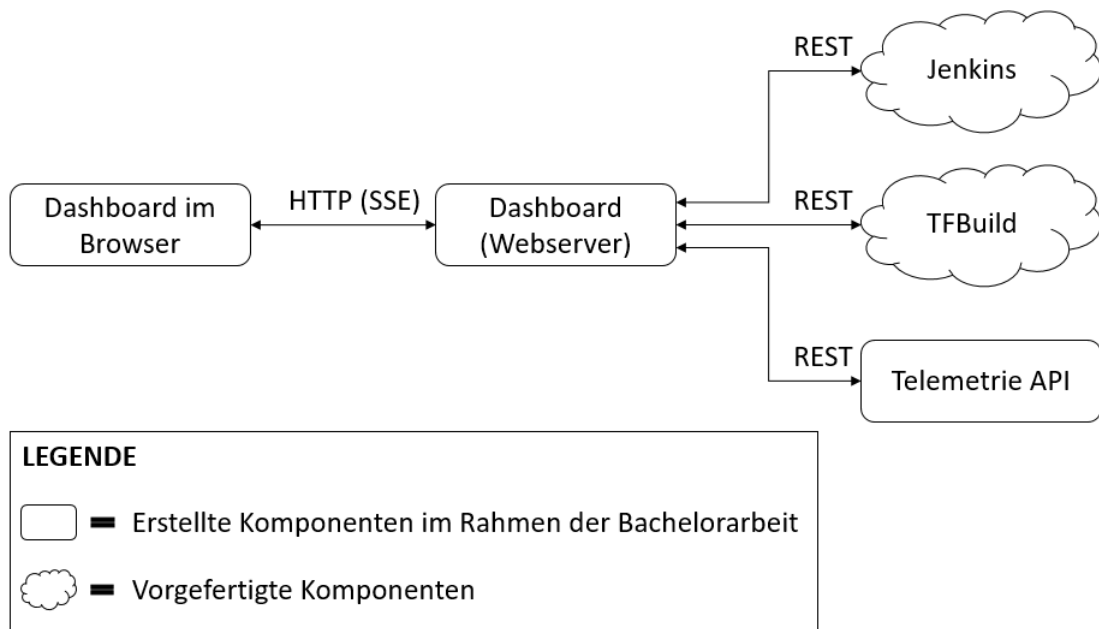 REST
Jenkins
Dashboard im
Browser
HTTP (SSE)
Dashboard
(Webserver)
REST
TFBuild
REST
Telemetrie API
LEGENDE
= Erstellte Komponenten im Rahmen der Bachelorarbeit
= Vorgefertigte Komponenten